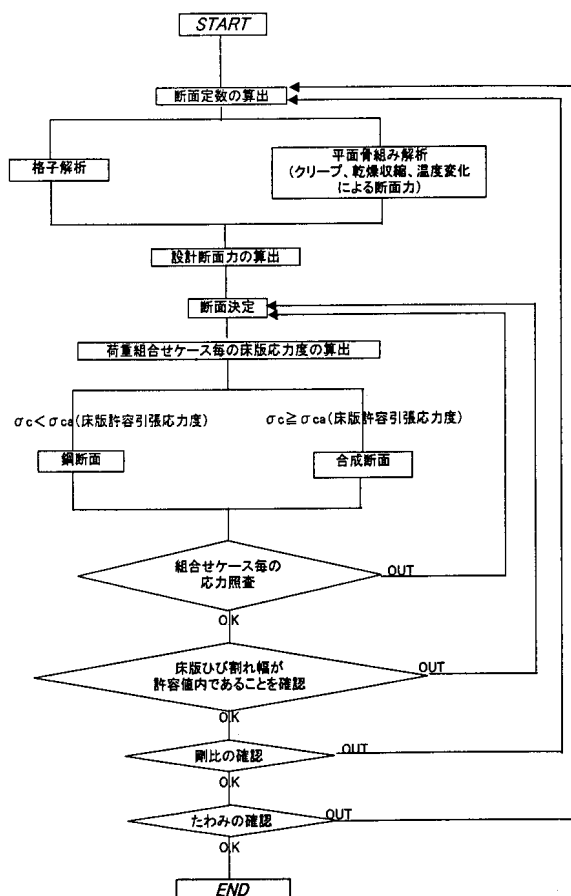 START
断面定数の算出
格子解析
平面骨組み解析
(クリープ、乾燥収縮、温度変化
による断面力)
設計断面力の算出
断面決定
荷重組合せケース毎の床版応力度の算出
σc<σca(床版許容引張応力度)
σc≧σca(床版許容引張応力度)
鋼断面
合成断面
組合せケース毎の
応力照査
OUT
O.K
床版ひび割れ幅が
許容値内であることを確認
OUT
O.K
剛比の確認
OUT
O.K
たわみの確認
OUT
O.K
END